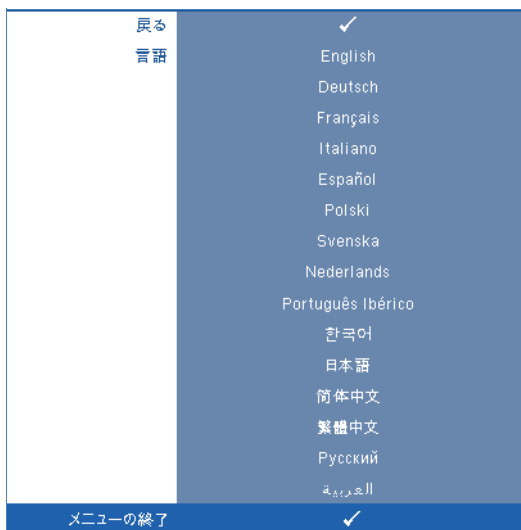 戻る ✓
言語 English
Deutsch
Français
Italiano
Español
Polski
Svenska
Nederlands
Português Ibérico
한국어
日本語
简体中文
繁體中文
Русский
العربية
メニューの終了 ✓